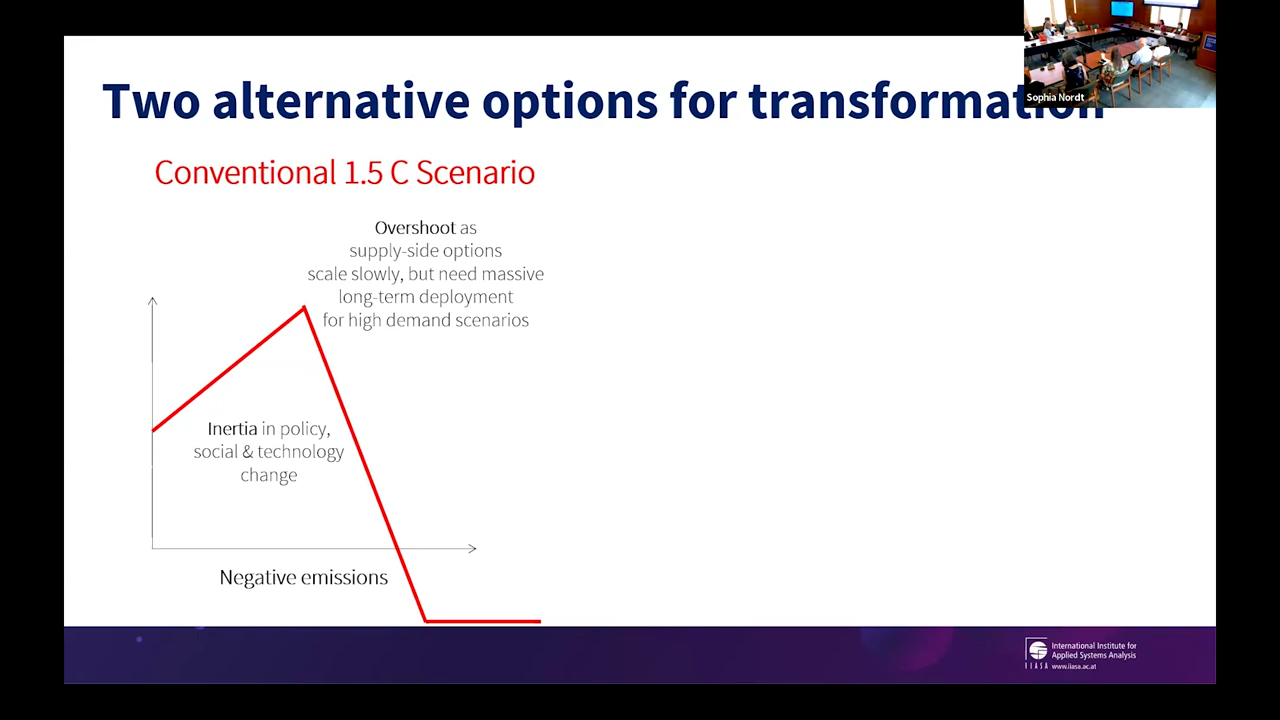 Two alternative options for transformation
Sophia Nordt
Conventional 1.5 C Scenario
Overshoot as
supply-side options
scale slowly, but need massive
long-term deployment
for high demand scenarios
Inertia in policy,
social & technology
change
Negative emissions
International Institute for
Applied Systems Analysis
IIASA www.iiasa.ac.at